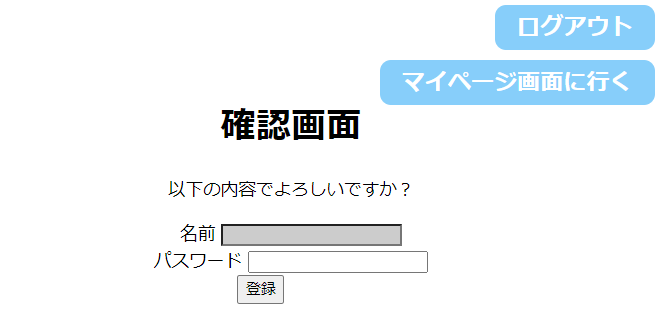 ログアウト
マイページ画面に行く
確認画面
以下の内容でよろしいですか？
名前
パスワード
登録